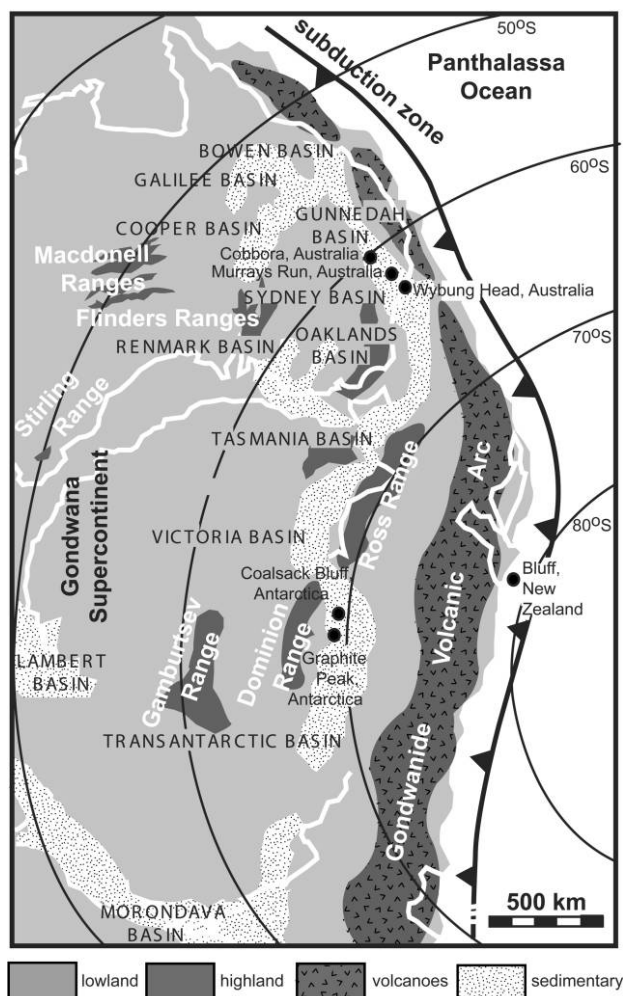 50°S
subduction zone
Panthalassa
Ocean
60°S
BOWEN BASIN
GALILEE BASIN
GUNNEDAH
BASIN
COOPER BASIN
Cobbora, Australia
Macdonell
Ranges
Murrays Run, Australia
Wybung Head, Australia
SYDNEY BASIN
Flinders Ranges
OAKLANDS
BASIN
RENMARK BASIN
70°S
Stirling
Range
TASMANIA BASIN
Arc
Ross Range
Gondwana
Supercontinent
80°S
VICTORIA BASIN
Coalsack Bluff,
Antarctica
Bluff,
New
Zealand
Volcanic
Gamburtsev
Range
Dominion
Range
LAMBERT
BASIN
Graphite
Peak,
Antarctica
TRANSANTARCTIC BASIN
Gondwanide
500 km
MORONDAVA
BASIN
lowland
highland
volcanoes
sedimentary